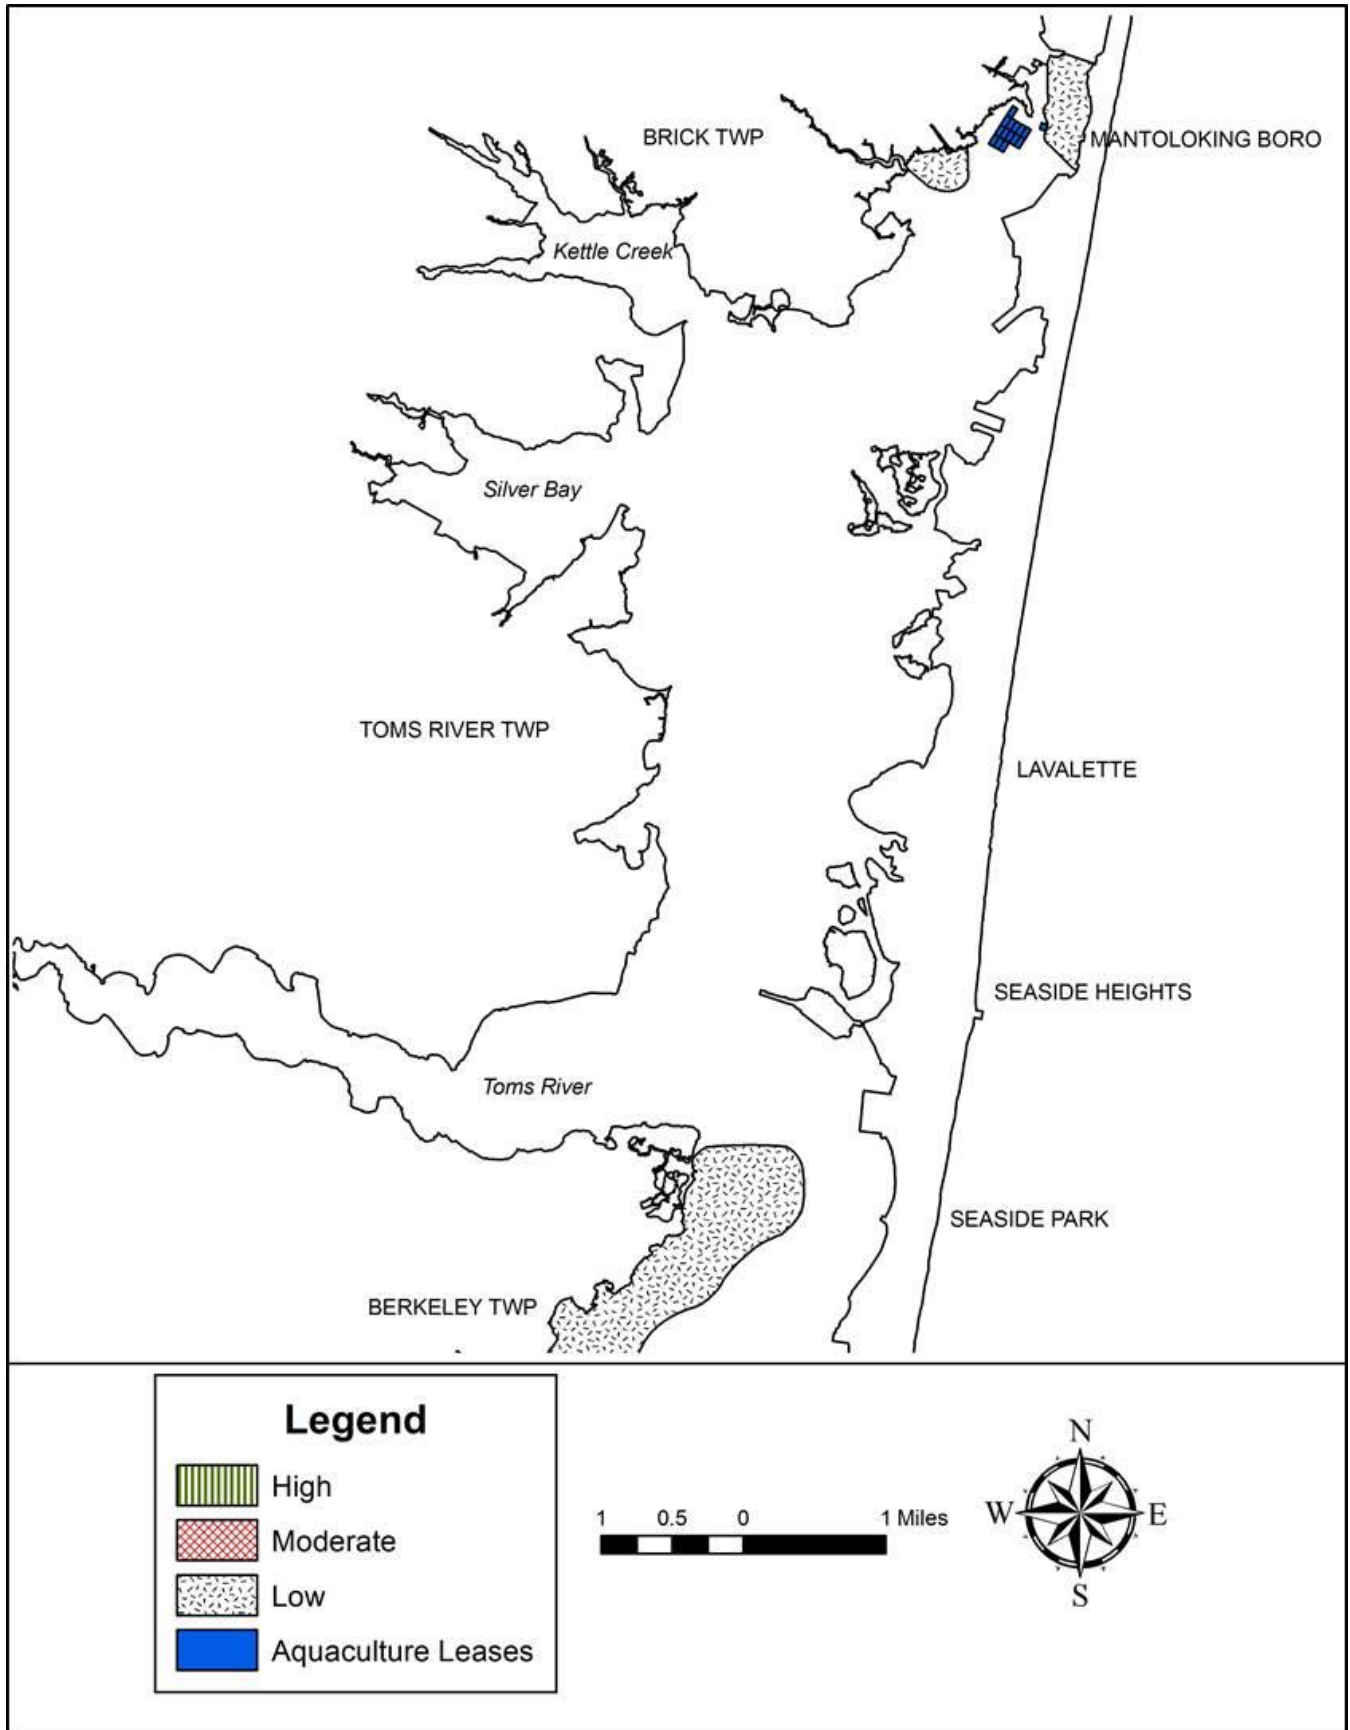 BRICK TWP
MANTOLOKING BORO
Kettle Creek
Silver Bay
TOMS RIVER TWP
LAVALETTE
SEASIDE HEIGHTS
Toms River
SEASIDE PARK
BERKELEY TWP
Legend
High
Moderate
Low
Aquaculture Leases
1 0.5 0 1 Miles
N
W E
S